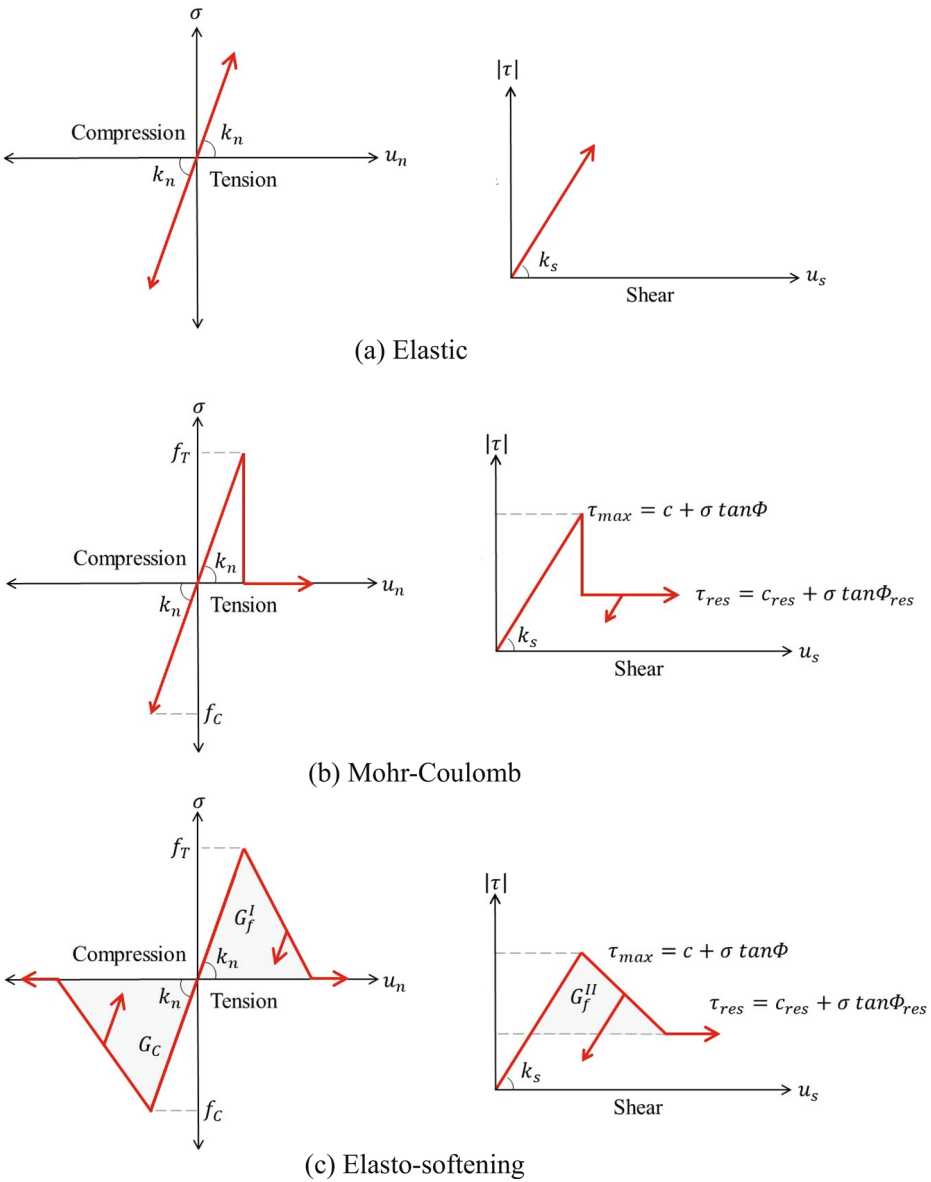 σ
|τ|
Compression
k_n
u_n
k_n
Tension
k_s
u_s
Shear
(a) Elastic
σ
f_T
|τ|
τ_max = c + σ tanΦ
Compression
k_n
u_n
k_n
Tension
τ_res = c_res + σ tanΦ_res
k_s
u_s
Shear
f_C
(b) Mohr-Coulomb
σ
f_T
|τ|
G_f^I
τ_max = c + σ tanΦ
Compression
k_n
u_n
k_n
Tension
G_f^II
τ_res = c_res + σ tanΦ_res
G_C
k_s
u_s
Shear
f_C
(c) Elasto-softening